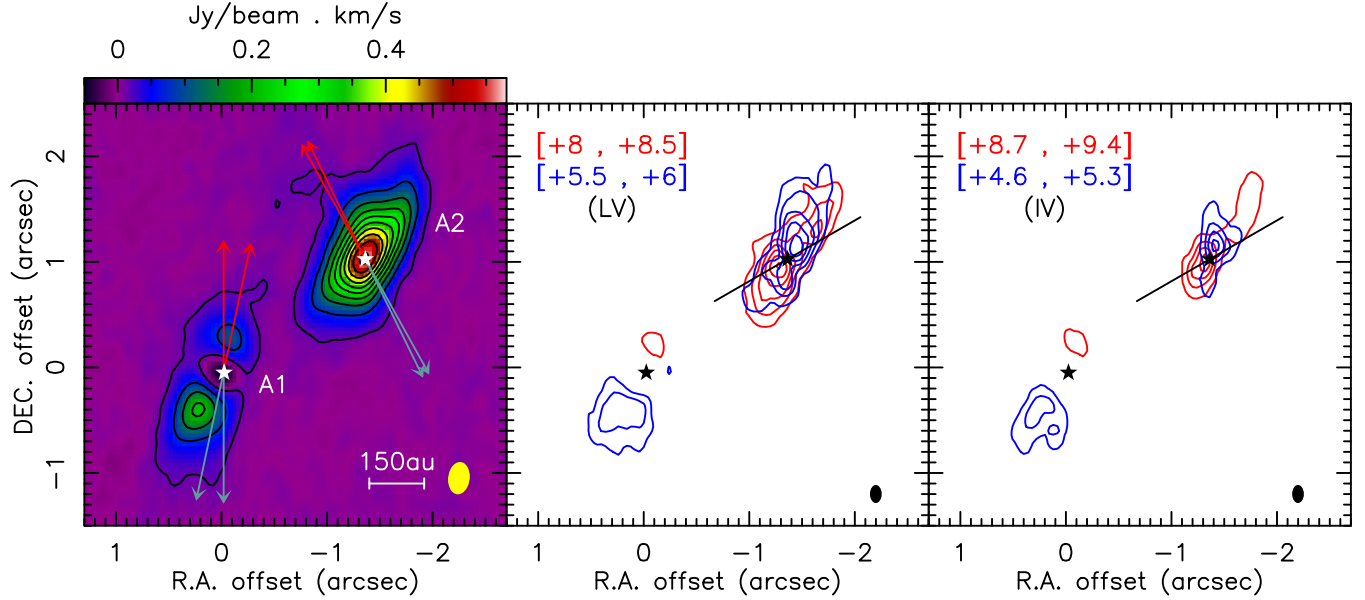 Jy/beam . km/s
0 0.2 0.4
[+8 , +8.5]
[+5.5 , +6]
(LV)
[+8.7 , +9.4]
[+4.6 , +5.3]
(IV)
A2
A1
150au
2
1
0
−1
DEC. offset (arcsec)
1 0 −1 −2
1 0 −1 −2
1 0 −1 −2
R.A. offset (arcsec)
R.A. offset (arcsec)
R.A. offset (arcsec)